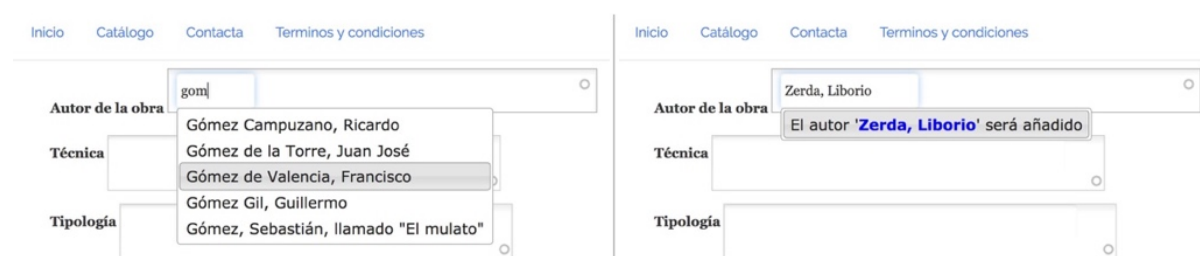 Inicio Catálogo Contacta Terminos y condiciones
Autor de la obra gom
Gómez Campuzano, Ricardo
Gómez de la Torre, Juan José
Técnica
Gómez de Valencia, Francisco
Gómez Gil, Guillermo
Tipología
Gómez, Sebastián, llamado "El mulato"
Inicio Catálogo Contacta Terminos y condiciones
Autor de la obra Zerda, Liborio
El autor 'Zerda, Liborio' será añadido
Técnica
Tipología